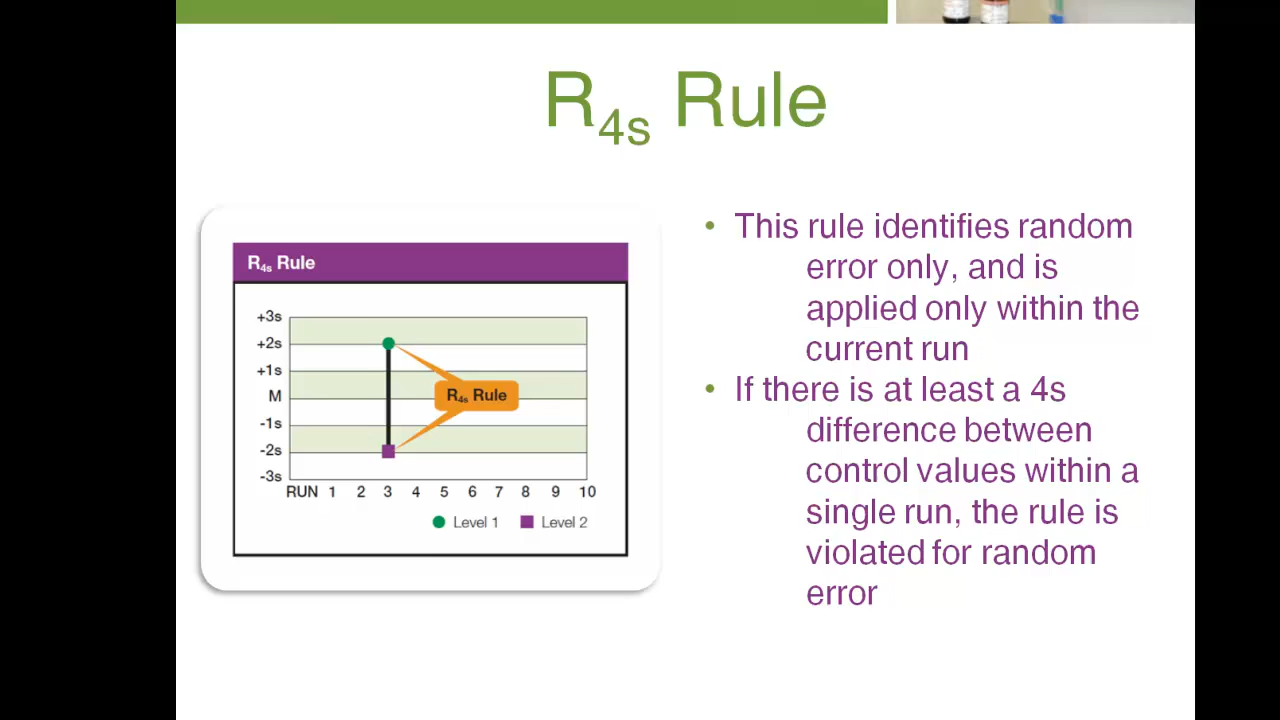 R4s Rule
R4s Rule
+3s
+2s
+1s
M
-1s
-2s
-3s
R4s Rule
RUN 1 2 3 4 5 6 7 8 9 10
Level 1 Level 2
• This rule identifies random
error only, and is
applied only within the
current run
• If there is at least a 4s
difference between
control values within a
single run, the rule is
violated for random
error